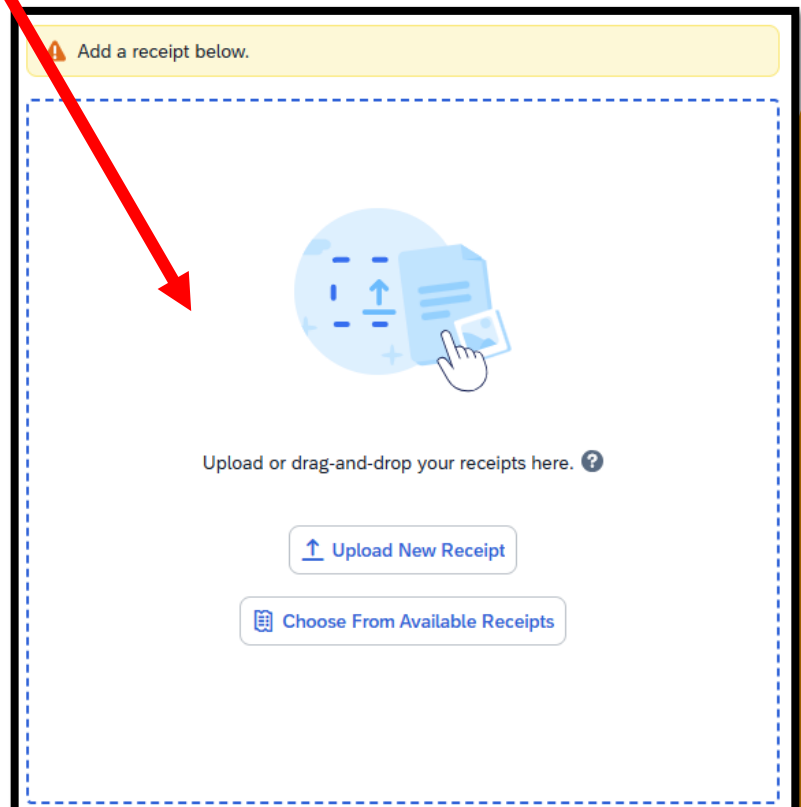 Add a receipt below.
Upload or drag-and-drop your receipts here. ?
Upload New Receipt
Choose From Available Receipts